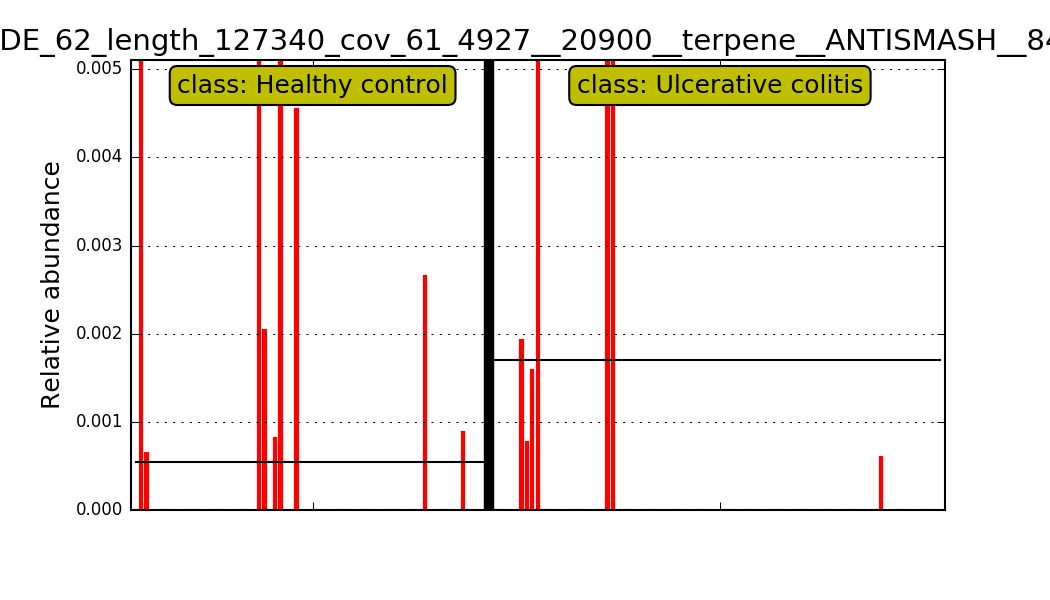 DE_62_length_127340_cov_61_4927__20900__terpene__ANTISMASH__84
class: Healthy control
class: Ulcerative colitis
Relative abundance
0.005
0.004
0.003
0.002
0.001
0.000